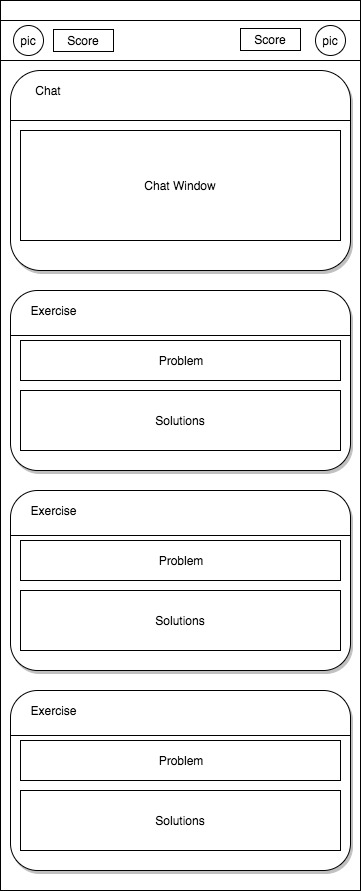 pic
Score
Score
pic
Chat
Chat Window
Exercise
Problem
Solutions
Exercise
Problem
Solutions
Exercise
Problem
Solutions